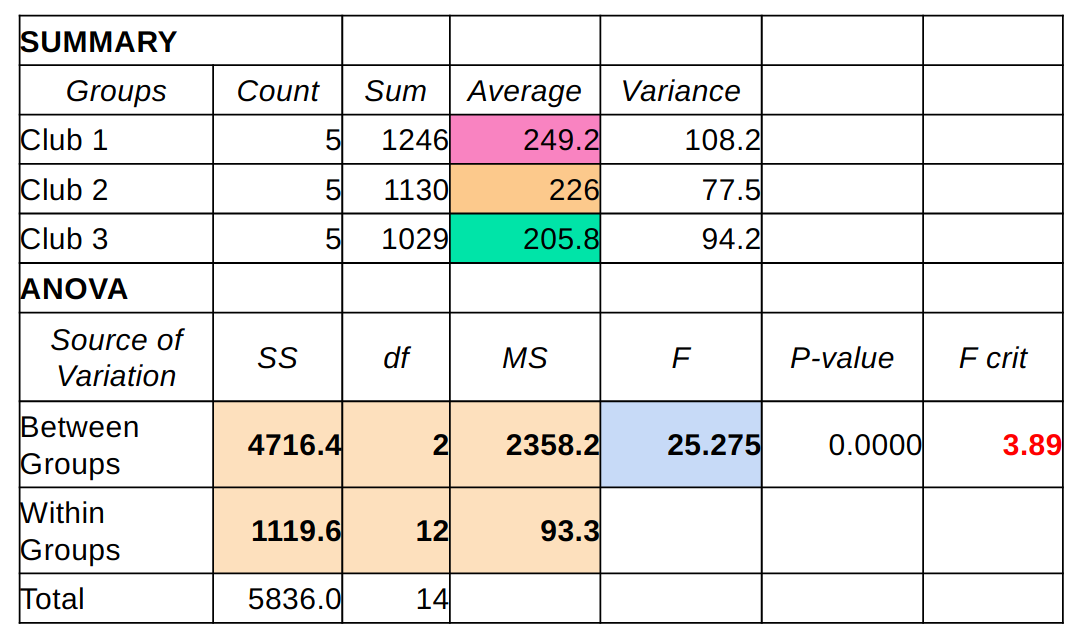 SUMMARY
Groups Count Sum Average Variance
Club 1 5 1246 249.2 108.2
Club 2 5 1130 226 77.5
Club 3 5 1029 205.8 94.2
ANOVA
Source of
Variation SS df MS F P-value F crit
Between
Groups 4716.4 2 2358.2 25.275 0.0000 3.89
Within
Groups 1119.6 12 93.3
Total 5836.0 14